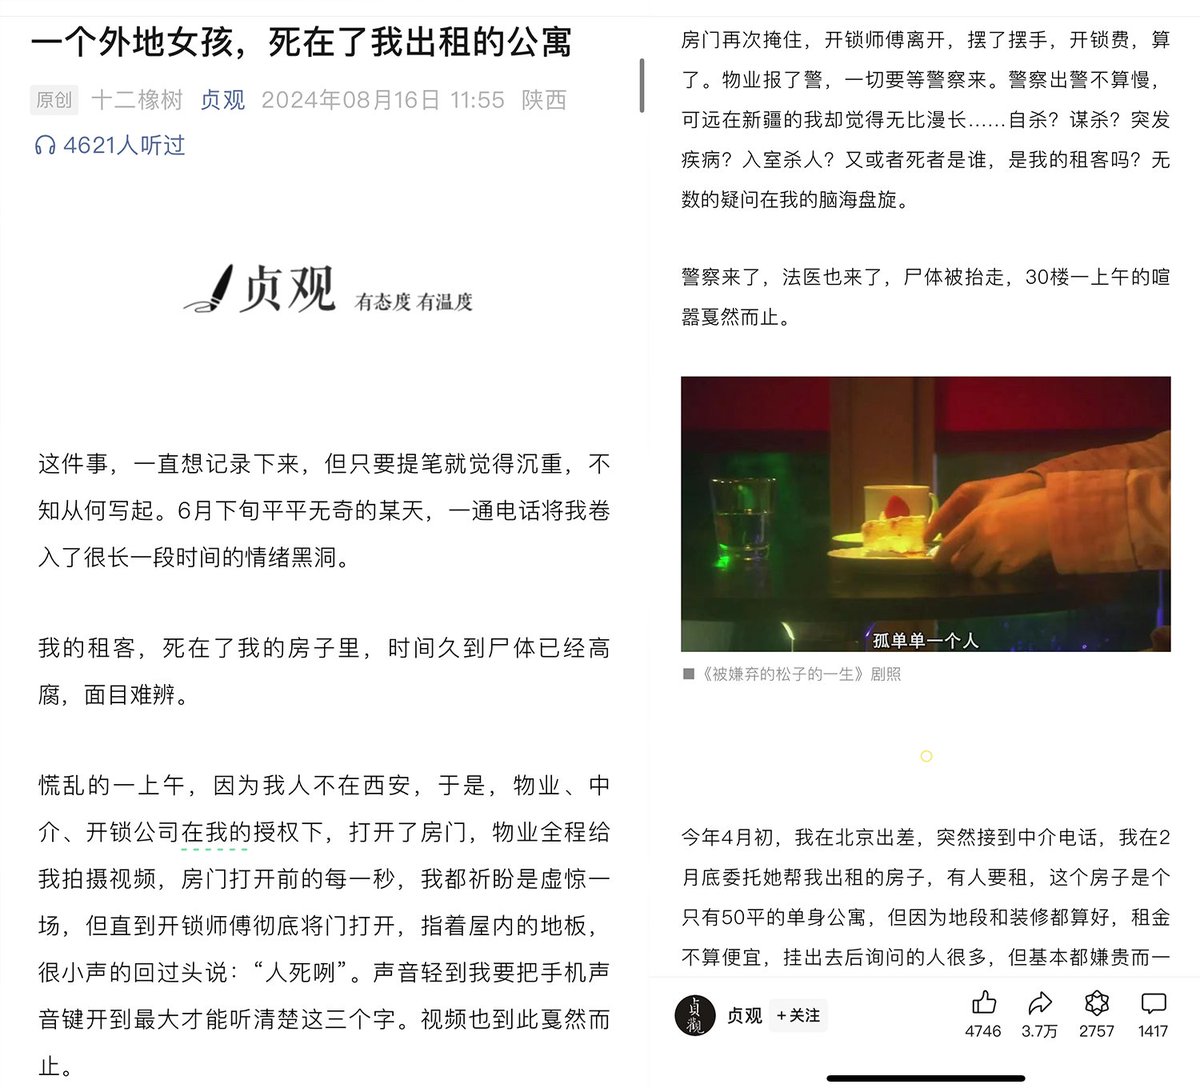 一个外地女孩，死在了我出租的公寓
原创 十二橡树 贞观 2024年08月16日 11:55 陕西
4621人听过
贞观 有态度 有温度
这件事，一直想记录下来，但只要提笔就觉得沉重，不
知从何写起。6月下旬平平无奇的某天，一通电话将我卷
入了很长一段时间的情绪黑洞。
我的租客，死在了我的房子里，时间久到尸体已经高
腐，面目难辨。
慌乱的一上午，因为我人不在西安，于是，物业、中
介、开锁公司在我的授权下，打开了房门，物业全程给
我拍摄视频，房门打开前的每一秒，我都祈盼是虚惊一
场，但直到开锁师傅彻底将门打开，指着屋内的地板，
很小声的回过头说：“人死咧”。声音轻到我要把手机声
音键开到最大才能听清楚这三个字。视频也到此戛然而
止。
房门再次掩住，开锁师傅离开，摆了摆手，开锁费，算
了。物业报了警，一切要等警察来。警察出警不算慢，
可远在新疆的我却觉得无比漫长……自杀？谋杀？突发
疾病？入室杀人？又或者死者是谁，是我的租客吗？无
数的疑问在我的脑海盘旋。
警察来了，法医也来了，尸体被抬走，30楼一上午的喧
嚣戛然而止。
孤单单一个人
■《被嫌弃的松子的一生》剧照
今年4月初，我在北京出差，突然接到中介电话，我在2
月底委托她帮我出租的房子，有人要租，这个房子是个
只有50平的单身公寓，但因为地段和装修都算好，租金
不算便宜，挂出去后询问的人很多，但基本都嫌贵而一
貞觀 贞观 +关注
4746 3.7万 2757 1417